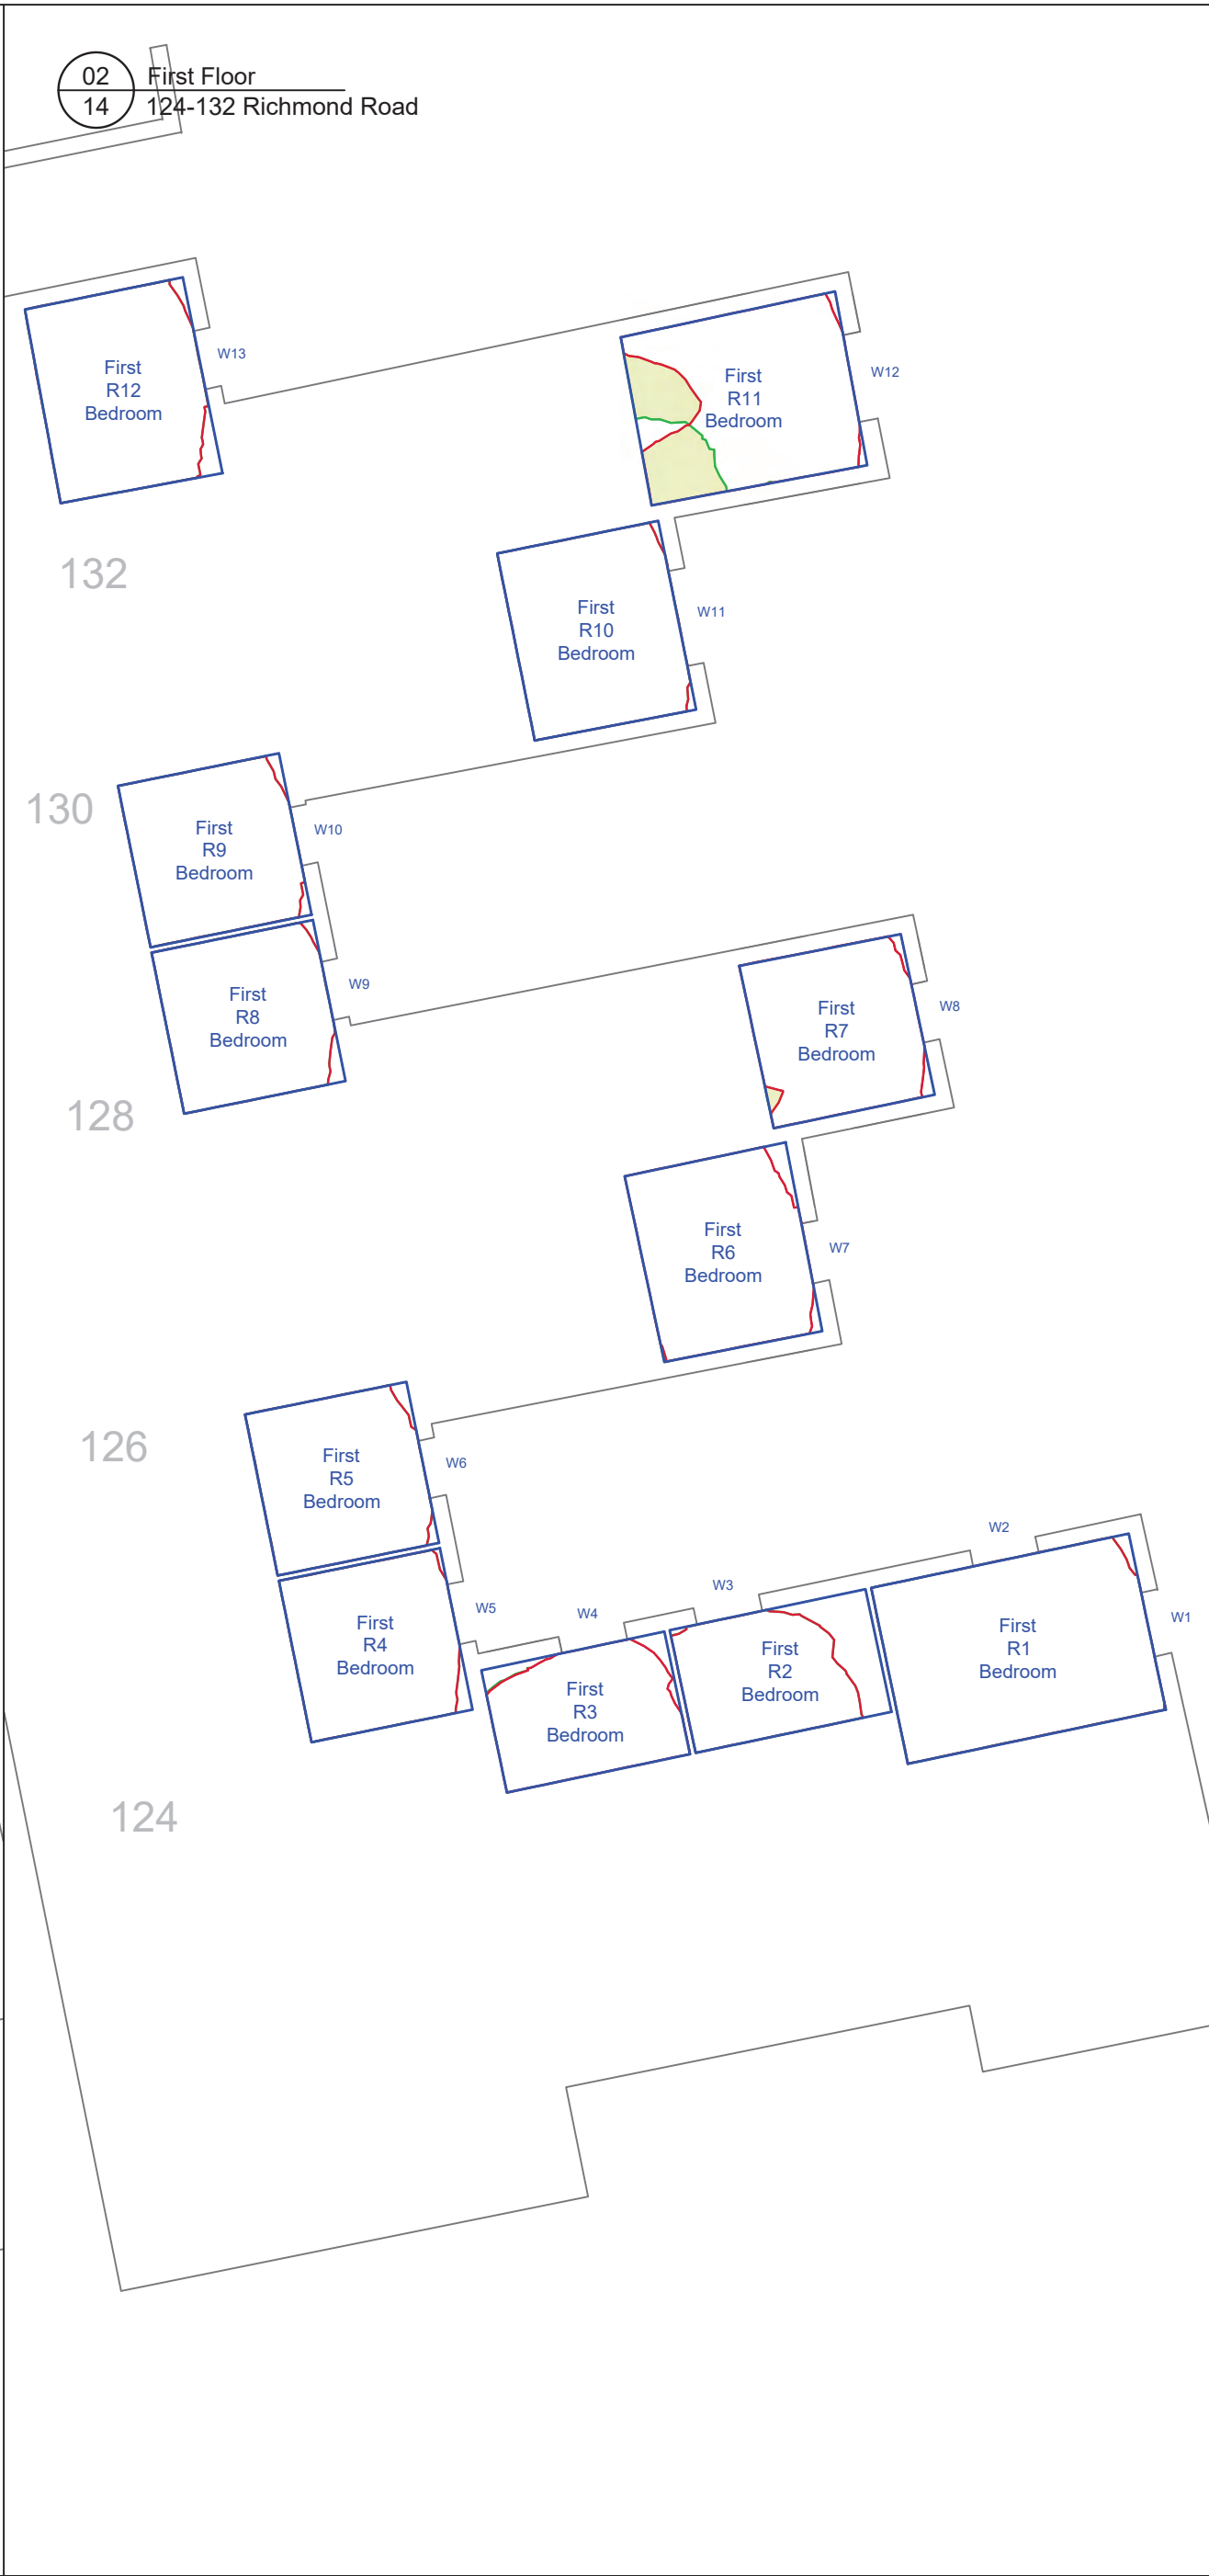 02
14
First Floor
124-132 Richmond Road
First
R12
Bedroom
W13
First
R11
Bedroom
W12
132
First
R10
Bedroom
W11
130
First
R9
Bedroom
W10
First
R8
Bedroom
W9
First
R7
Bedroom
W8
128
First
R6
Bedroom
W7
126
First
R5
Bedroom
W6
First
R4
Bedroom
W5
W4
First
R3
Bedroom
W3
First
R2
Bedroom
W2
First
R1
Bedroom
W1
124